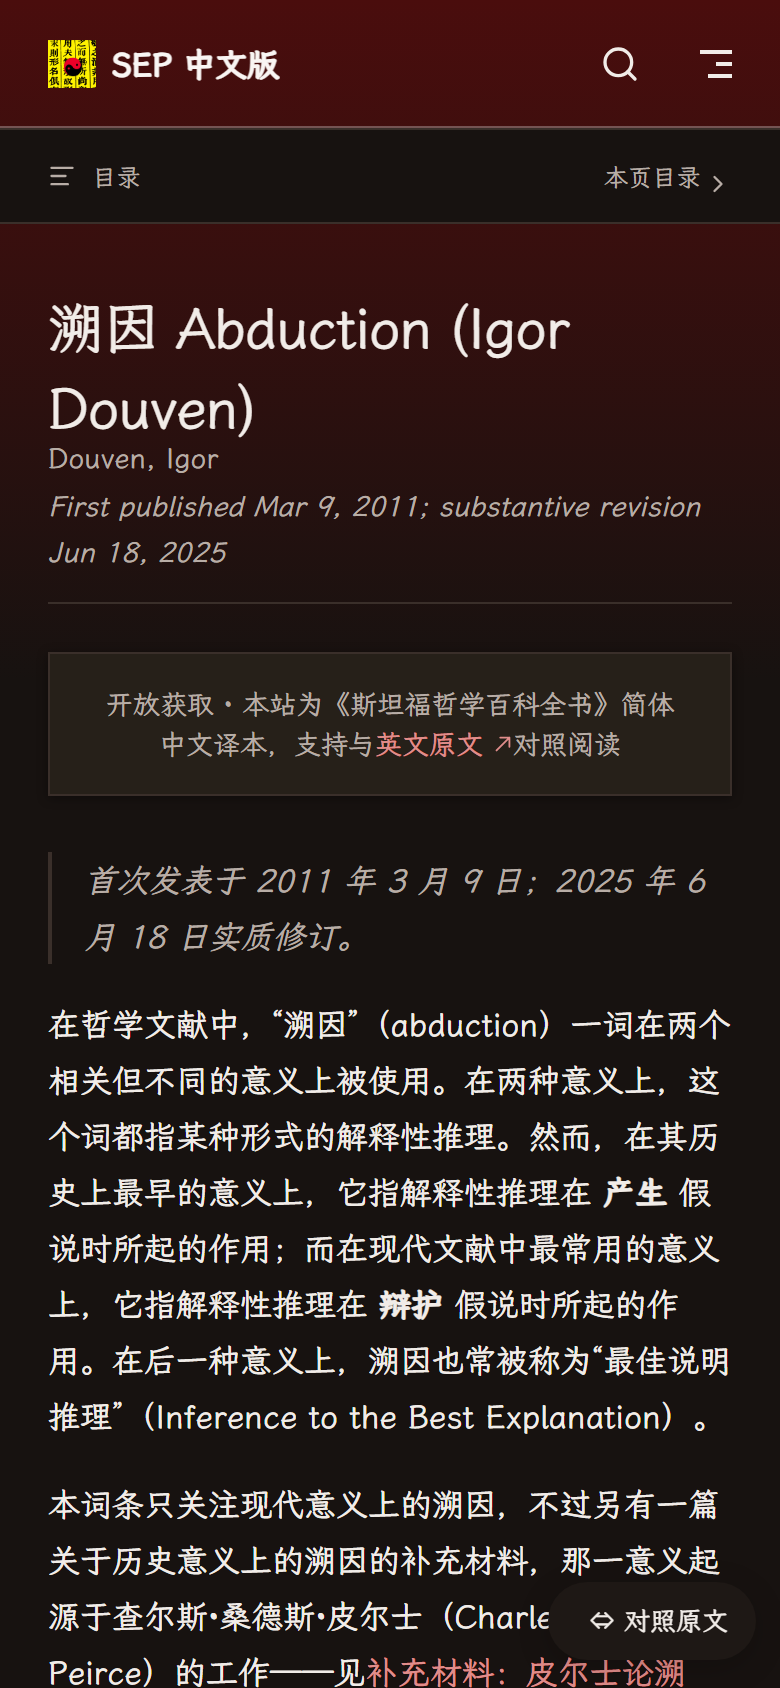 SEP 中文版
目录
本页目录
溯因 Abduction (Igor
Douven)
Douven, Igor
First published Mar 9, 2011; substantive revision
Jun 18, 2025
开放获取・本站为《斯坦福哲学百科全书》简体
中文译本，支持与英文原文 ↗对照阅读
首次发表于 2011 年 3 月 9 日；2025 年 6
月 18 日实质修订。
在哲学文献中，“溯因”（abduction）一词在两个
相关但不同的意义上被使用。在两种意义上，这
个词都指某种形式的解释性推理。然而，在其历
史上最早的意义上，它指解释性推理在 产生 假
说时所起的作用；而在现代文献中最常用的意义
上，它指解释性推理在 辩护 假说时所起的作
用。在后一种意义上，溯因也常被称为“最佳说明
推理”（Inference to the Best Explanation）。
本词条只关注现代意义上的溯因，不过另有一篇
关于历史意义上的溯因的补充材料，那一意义起
源于查尔斯•桑德斯•皮尔士（Charle
⇔ 对照原文
Peirce）的工作——见补充材料：皮尔士论溯